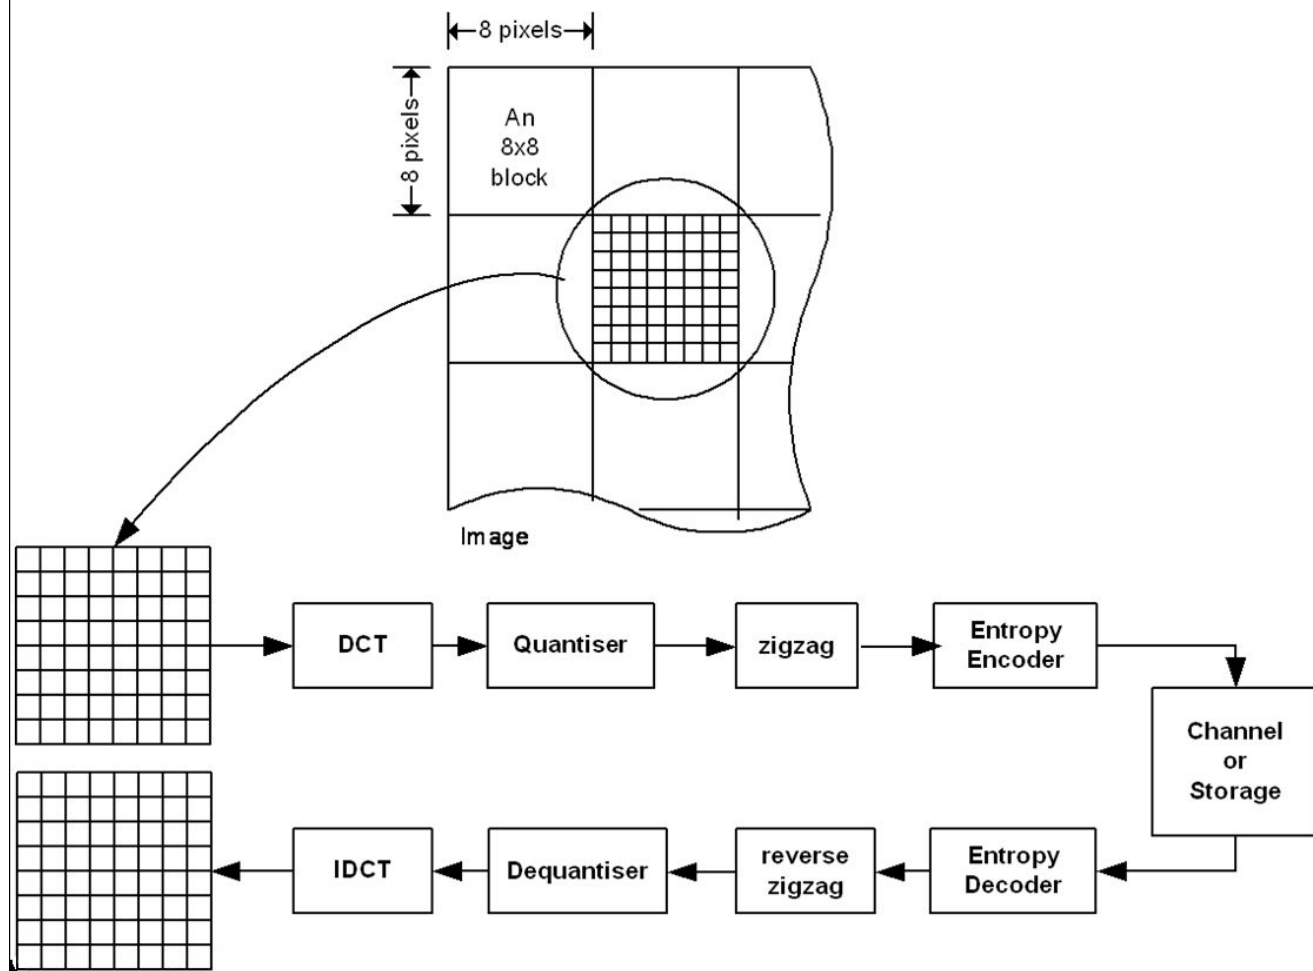 8 pixels
8 pixels
An
8x8
block
Image
DCT
Quantiser
zigzag
Entropy
Encoder
Channel
or
Storage
IDCT
Dequantiser
reverse
zigzag
Entropy
Decoder